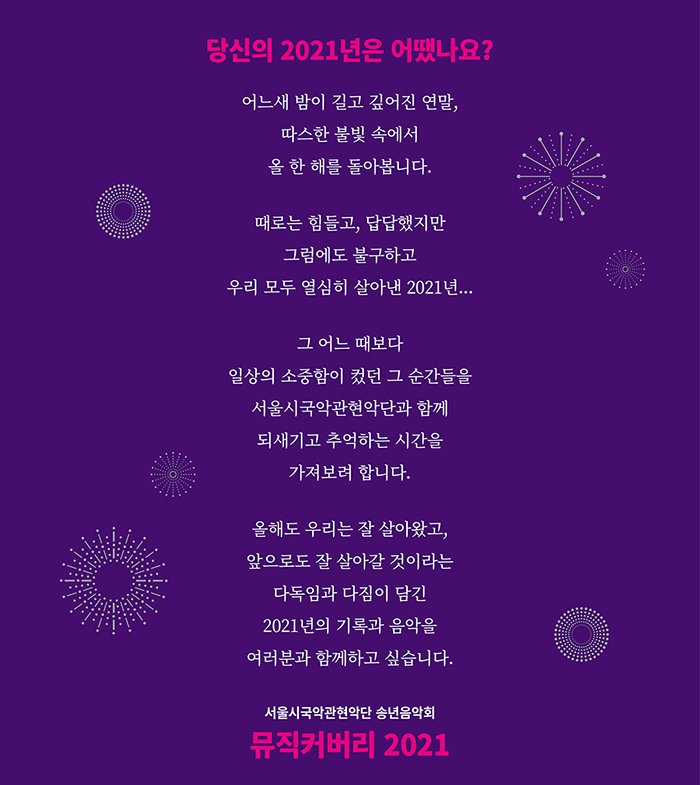 당신의 2021년은 어땠나요?
어느새 밤이 길고 깊어진 연말,
따스한 불빛 속에서
올 한 해를 돌아봅니다.
때로는 힘들고, 답답했지만
그럼에도 불구하고
우리 모두 열심히 살아낸 2021년...
그 어느 때보다
일상의 소중함이 컸던 그 순간들을
서울시국악관현악단과 함께
되새기고 추억하는 시간을
가져보려 합니다.
올해도 우리는 잘 살아왔고,
앞으로도 잘 살아갈 것이라는
다독임과 다짐이 담긴
2021년의 기록과 음악을
여러분과 함께하고 싶습니다.
서울시국악관현악단 송년음악회
뮤직커버리 2021